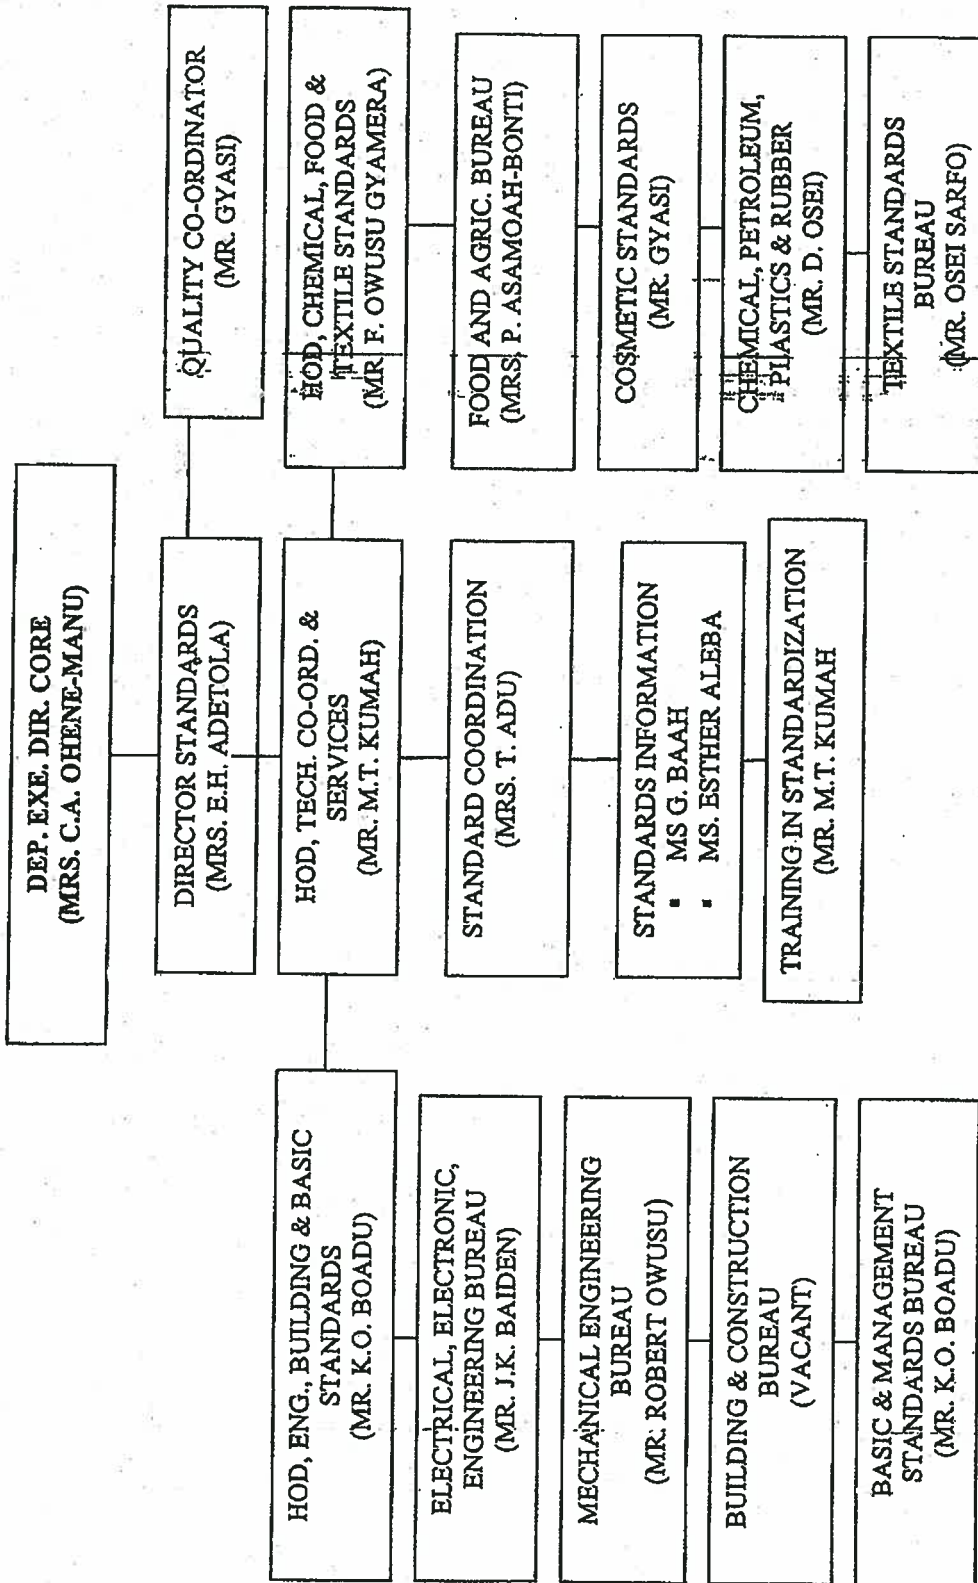 DEP. EXE. DIR. CORE
(MRS. C.A. OHENE-MANU)
DIRECTOR STANDARDS
(MRS. E.H. ADETOLA)
QUALITY CO-ORDINATOR
(MR. GYASI)
HOD, ENG., BUILDING & BASIC
STANDARDS
(MR. K.O. BOADU)
HOD, TECH. CO-ORD. &
SERVICES
(MR. M.T. KUMAH)
HOD, CHEMICAL, FOOD &
TEXTILE STANDARDS
(MR. F. OWUSU GYAMERA)
ELECTRICAL, ELECTRONIC,
ENGINEERING BUREAU
(MR. J.K. BAIDEN)
STANDARD COORDINATION
(MRS. T. ADU)
FOOD AND AGRIC. BUREAU
(MRS. P. ASAMOAH-BONTI)
MECHANICAL ENGINEERING
BUREAU
(MR. ROBERT OWUSU)
STANDARDS INFORMATION
▪ MS G. BAAH
▪ MS. ESTHER ALEBA
COSMETIC STANDARDS
(MR. GYASI)
BUILDING & CONSTRUCTION
BUREAU
(VACANT)
TRAINING IN STANDARDIZATION
(MR. M.T. KUMAH
CHEMICAL, PETROLEUM,
PLASTICS & RUBBER
(MR. D. OSEI)
BASIC & MANAGEMENT
STANDARDS BUREAU
(MR. K.O. BOADU)
TEXTILE STANDARDS
BUREAU
(MR. OSEI SARFO)